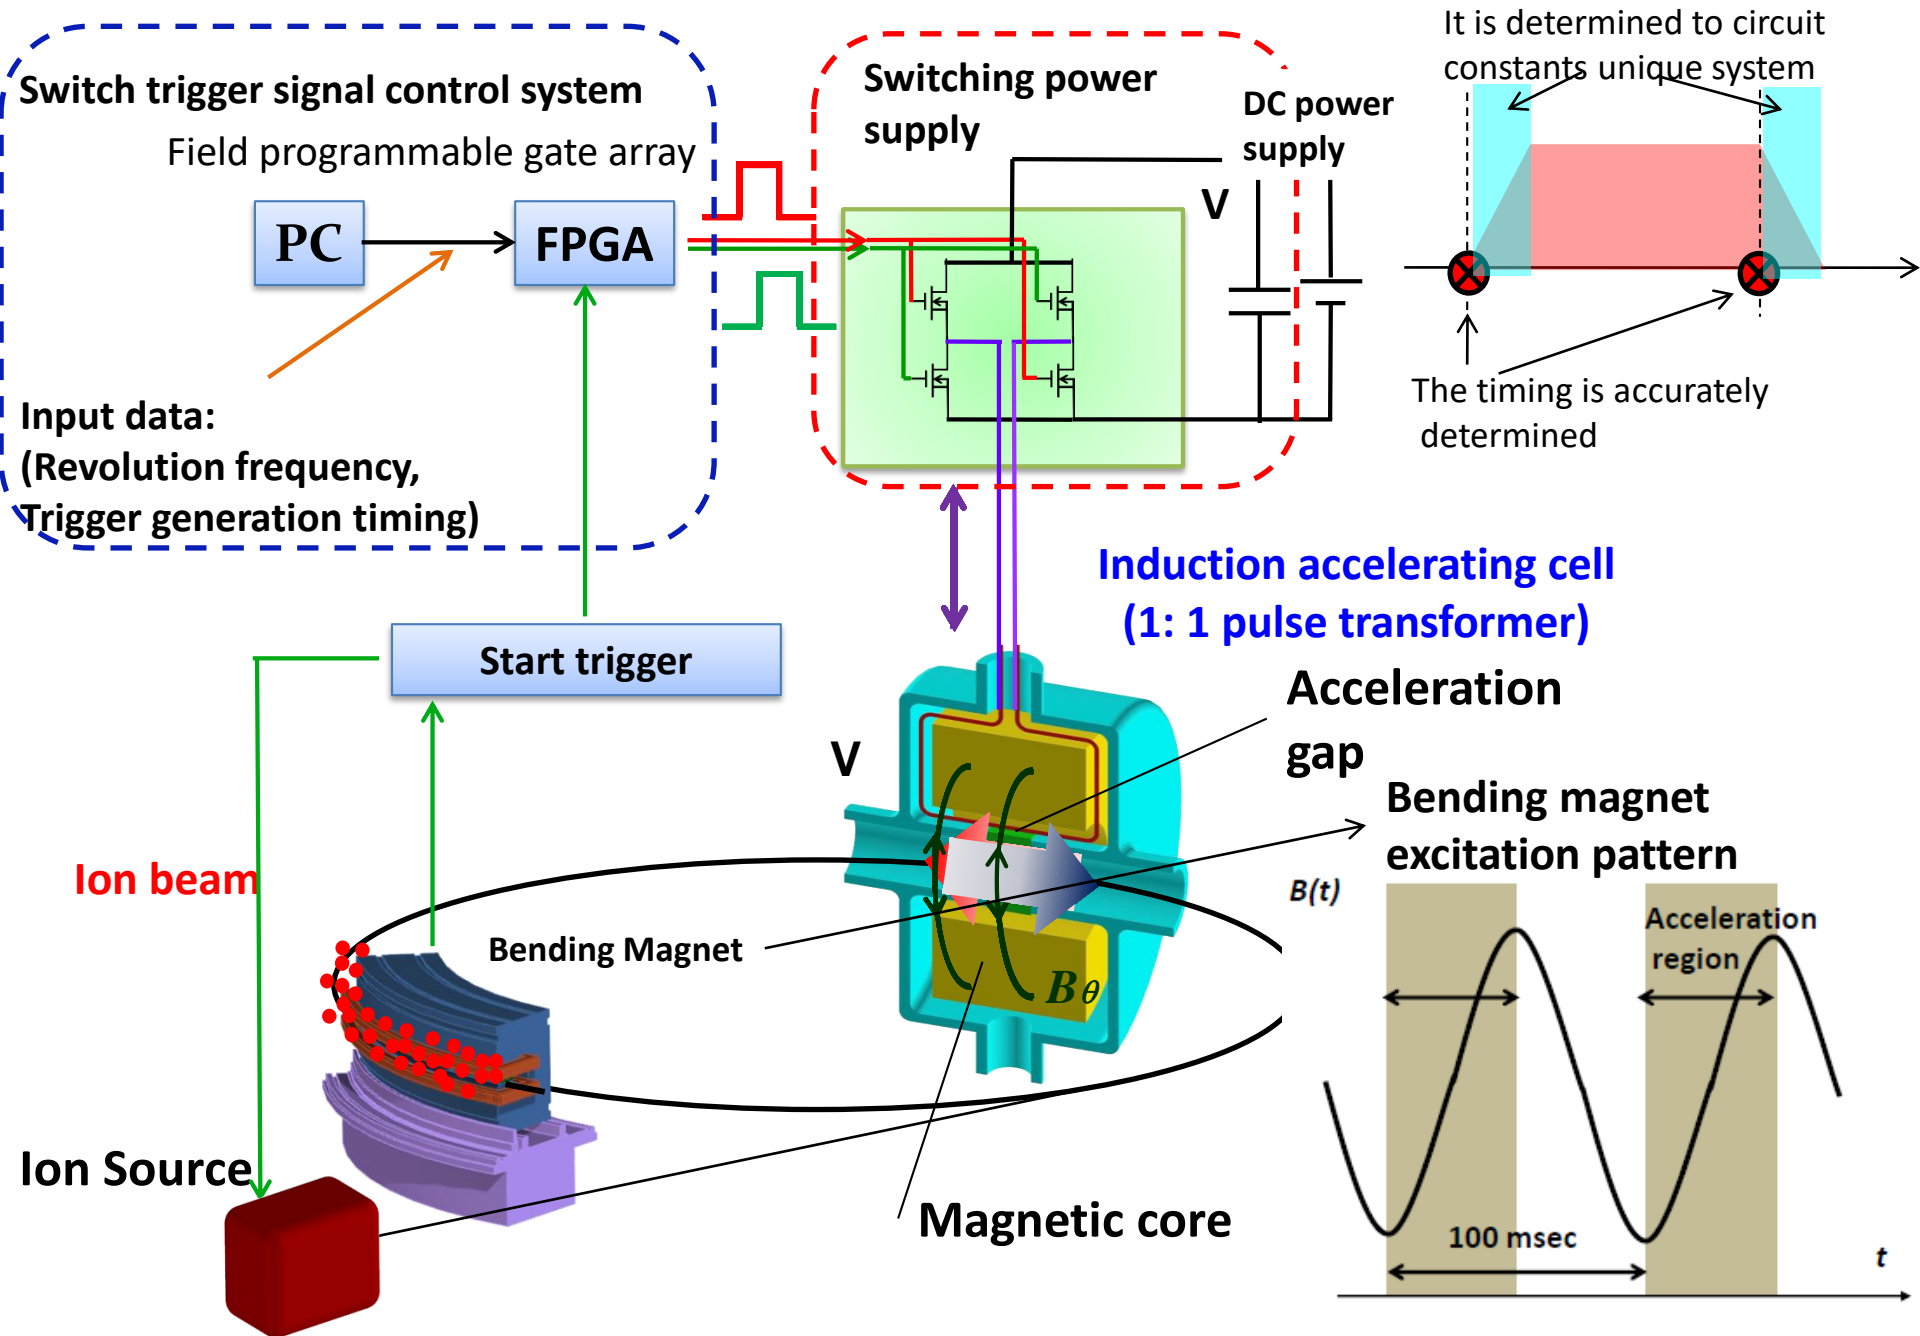 Switch trigger signal control system
Field programmable gate array
PC
FPGA
Input data:
(Revolution frequency,
Trigger generation timing)
Switching power
supply
DC power
supply
V
It is determined to circuit
constants unique system
The timing is accurately
determined
Start trigger
Induction accelerating cell
(1: 1 pulse transformer)
Acceleration
gap
V
Ion beam
Bending Magnet
Bθ
Ion Source
Magnetic core
Bending magnet
excitation pattern
B(t)
Acceleration
region
100 msec
t